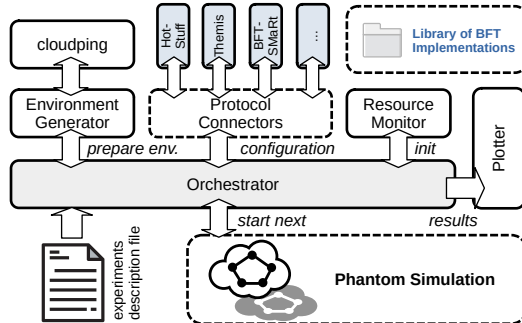 cloudping
Hot-
Stuff
Themis
BFT-
SMaRt
...
Library of BFT
Implementations
Environment
Generator
Protocol
Connectors
Resource
Monitor
Plotter
prepare env.
configuration
init
Orchestrator
start next
results
experiments
description file
Phantom Simulation